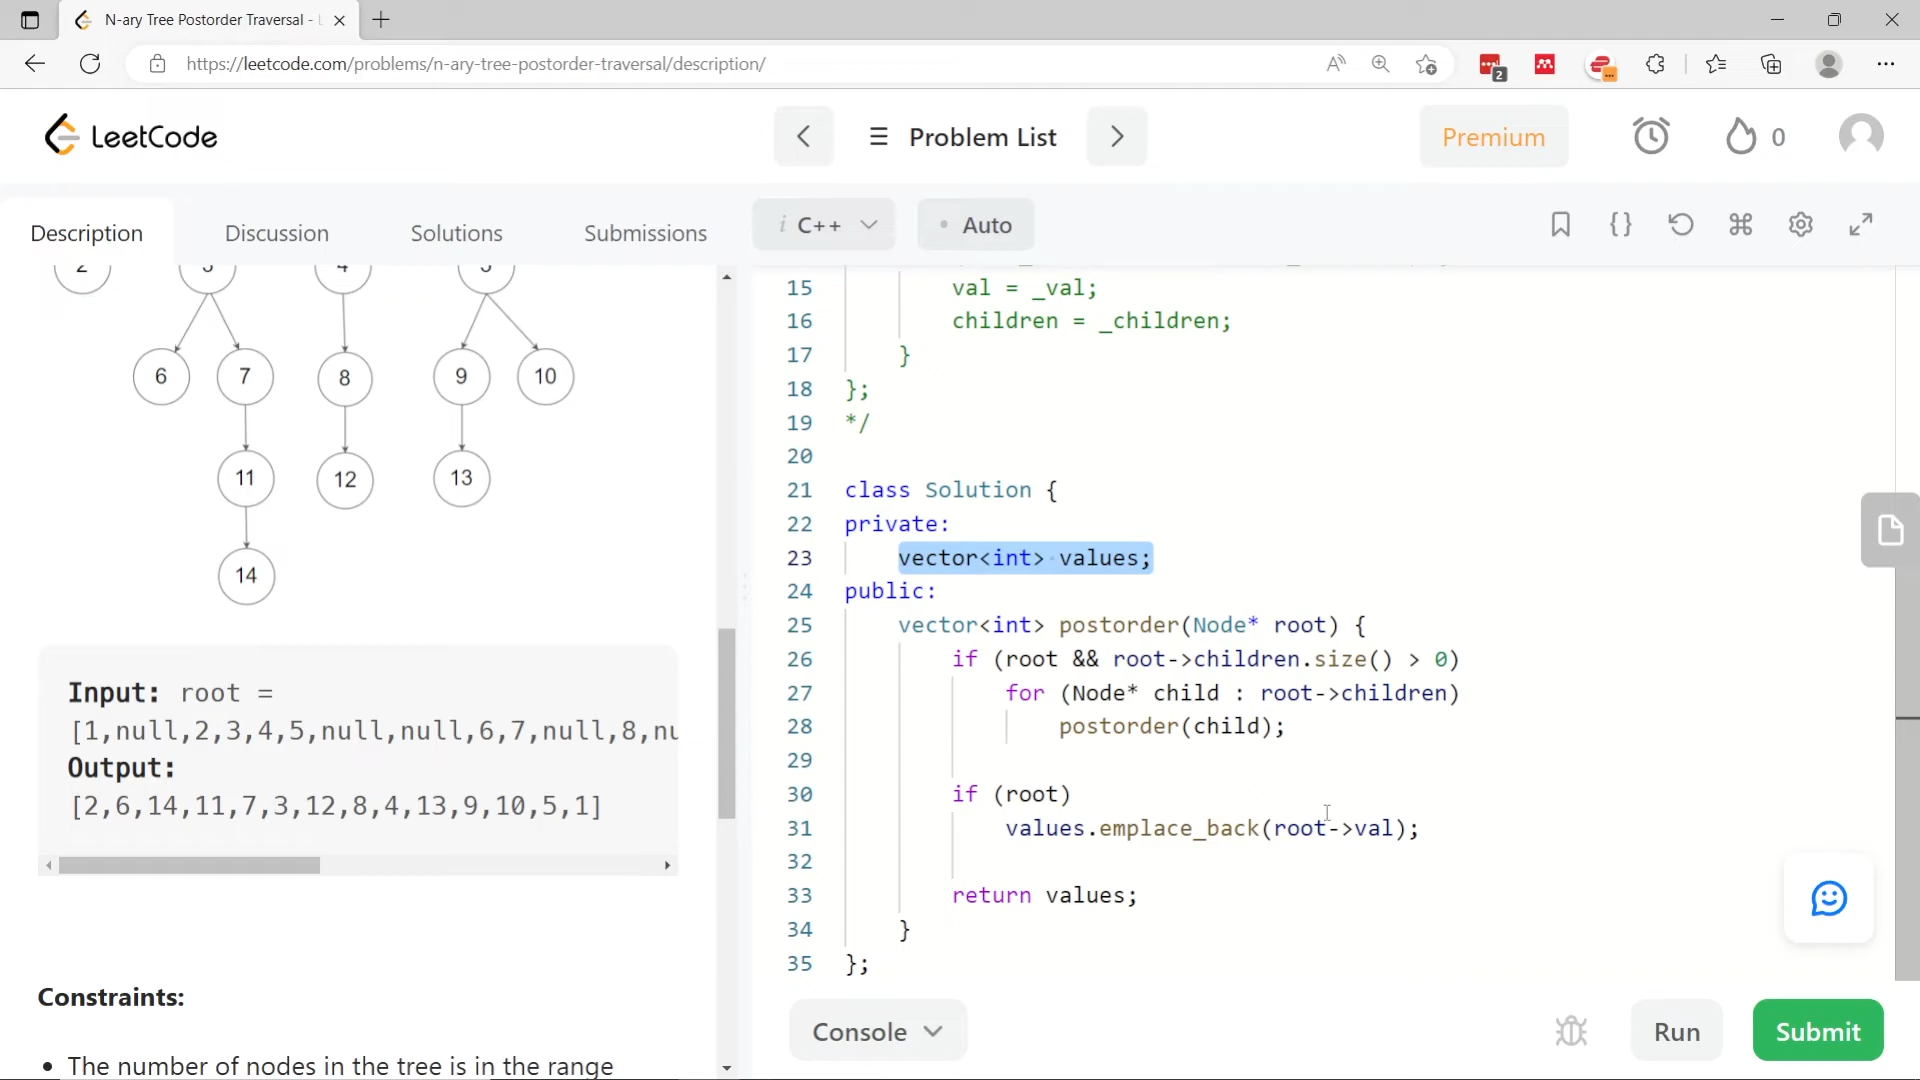 N-ary Tree Postorder Traversal -
https://leetcode.com/problems/n-ary-tree-postorder-traversal/description/
2
LeetCode
Problem List
Premium
0
Description
Discussion
Solutions
Submissions
i C++
Auto
6
7
8
9
10
11
12
13
14
Input: root =
[1,null,2,3,4,5,null,null,6,7,null,8,nu
Output:
[2,6,14,11,7,3,12,8,4,13,9,10,5,1]
Constraints:
• The number of nodes in the tree is in the range
15 val = _val;
16 children = _children;
17 }
18 };
19 */
20
21 class Solution {
22 private:
23 vector<int> values;
24 public:
25 vector<int> postorder(Node* root) {
26 if (root && root->children.size() > 0)
27 for (Node* child : root->children)
28 postorder(child);
29
30 if (root)
31 values.emplace_back(root->val);
32
33 return values;
34 }
35 };
Console
Run
Submit